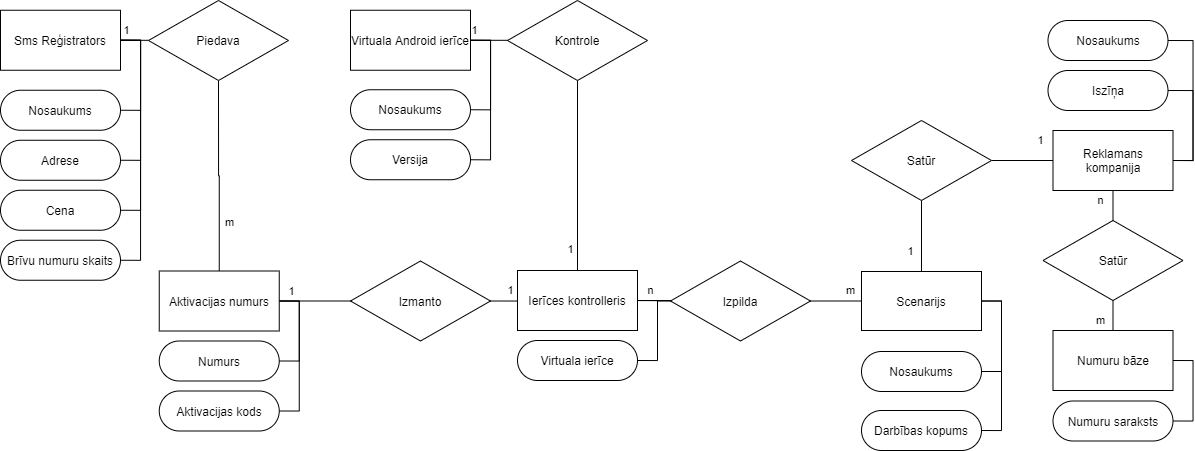 Sms Reģistrators
1
Piedava
Nosaukums
Adrese
Cena
Brīvu numuru skaits
m
Aktivacijas numurs
Numurs
Aktivacijas kods
1
Izmanto
1
Virtuala Android ierīce
1
Kontrole
Nosaukums
Versija
1
Ierīces kontrolleris
Virtuala ierīce
n
Izpilda
m
Scenarijs
Nosaukums
Darbības kopums
1
Satūr
1
Reklamans
kompanija
Nosaukums
Iszīņa
n
Satūr
m
Numuru bāze
Numuru saraksts